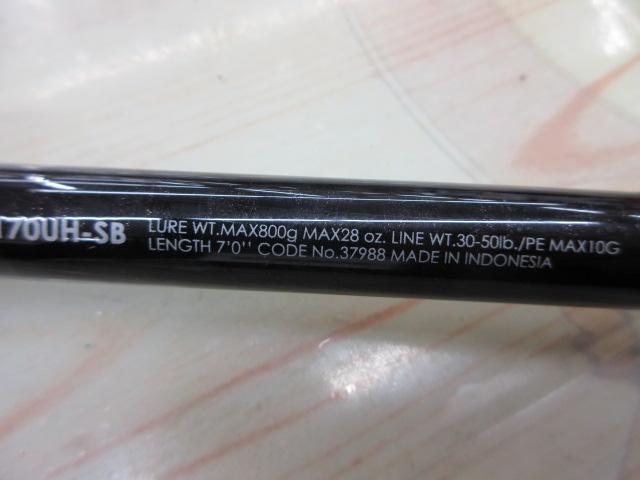 170UH-SB LURE WT.MAX800g MAX28 oz. LINE WT.30-50lb./PE MAX10G
LENGTH 7'0'' CODE No.37988 MADE IN INDONESIA